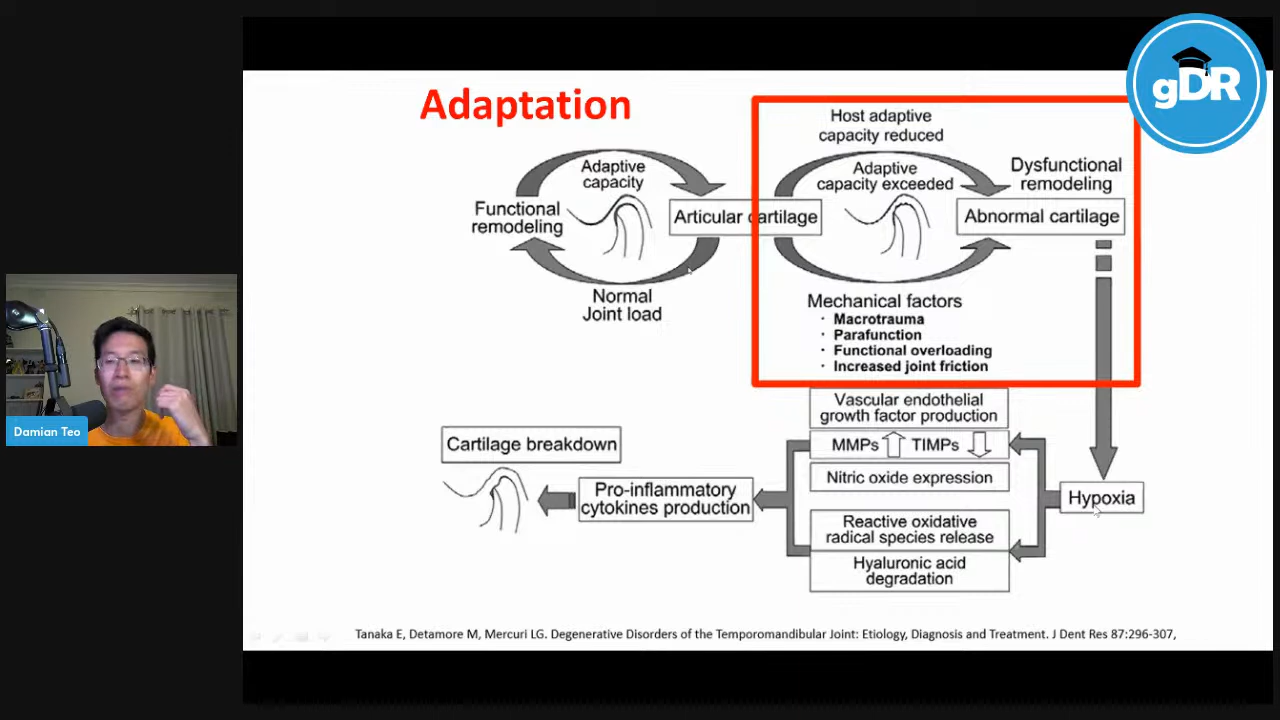 gDR
Adaptation
Host adaptive
capacity reduced
Adaptive
capacity
Adaptive
capacity exceeded
Dysfunctional
remodeling
Functional
remodeling
Articular cartilage
Abnormal cartilage
Normal
Joint load
Mechanical factors
· Macrotrauma
· Parafunction
· Functional overloading
· Increased joint friction
Vascular endothelial
growth factor production
MMPs TIMPs
Nitric oxide expression
Hypoxia
Reactive oxidative
radical species release
Hyaluronic acid
degradation
Pro-inflammatory
cytokines production
Cartilage breakdown
Damian Teo
Tanaka E, Detamore M, Mercuri LG. Degenerative Disorders of the Temporomandibular Joint: Etiology, Diagnosis and Treatment. J Dent Res 87:296-307,